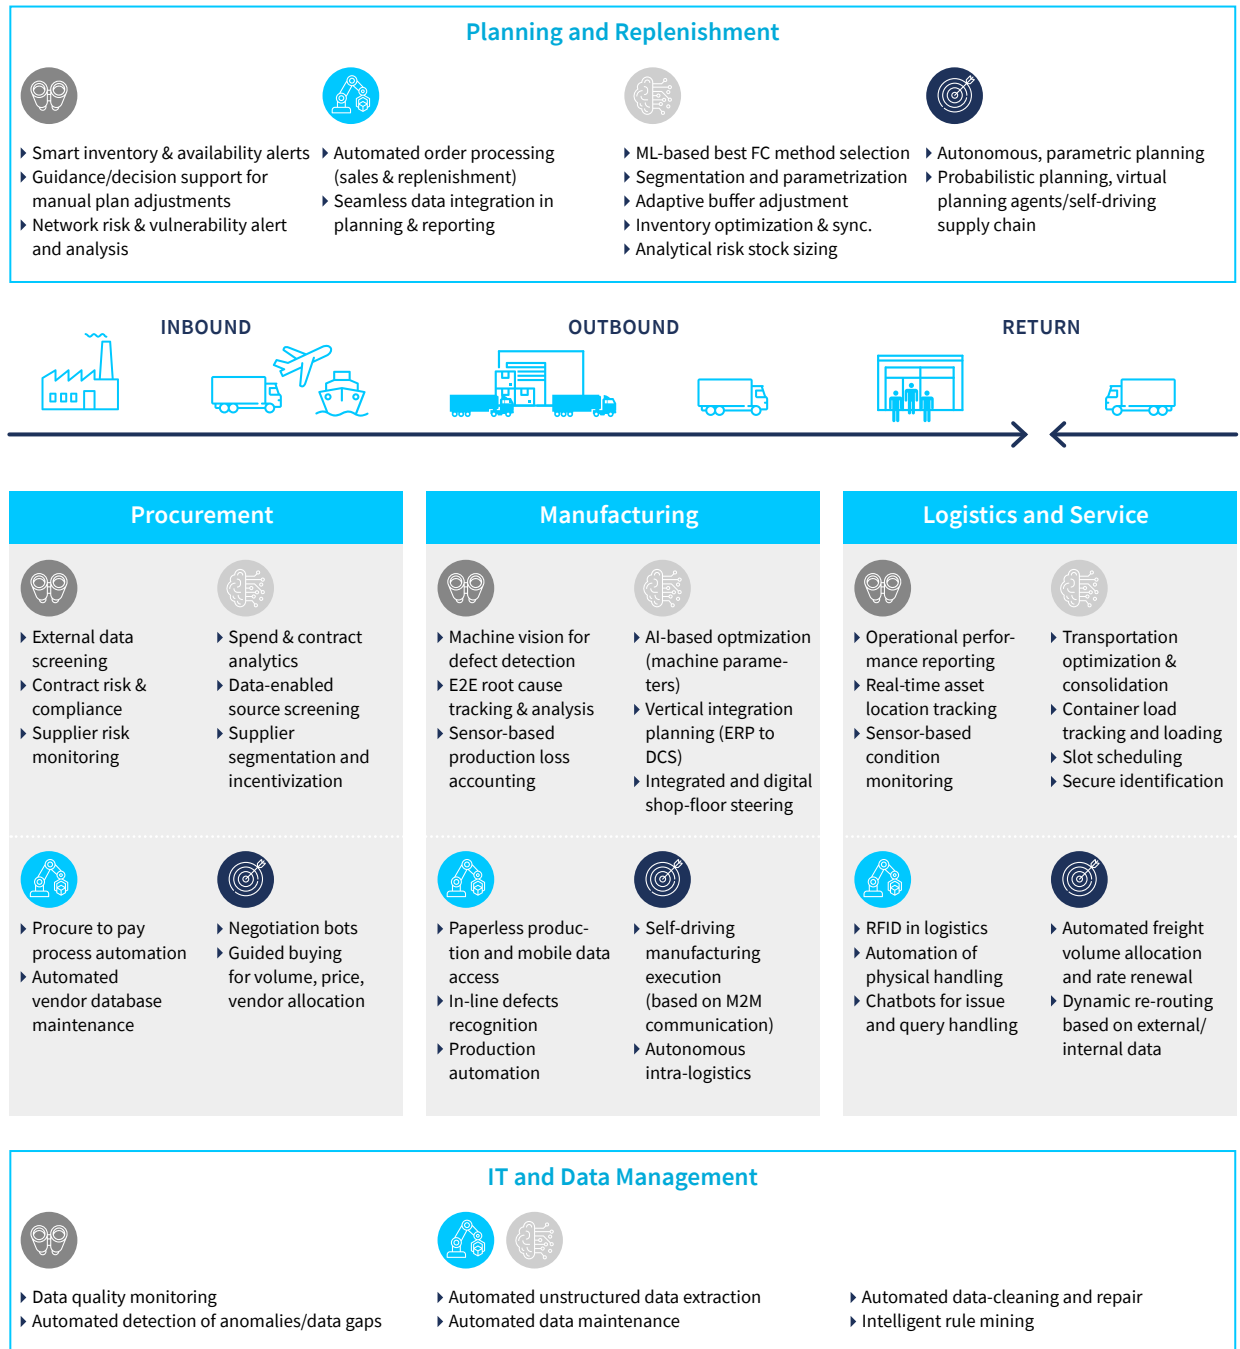 Planning and Replenishment
Smart inventory & availability alerts
Guidance/decision support for
manual plan adjustments
Network risk & vulnerability alert
and analysis
Automated order processing
(sales & replenishment)
Seamless data integration in
planning & reporting
ML-based best FC method selection
Segmentation and parametrization
Adaptive buffer adjustment
Inventory optimization & sync.
Analytical risk stock sizing
Autonomous, parametric planning
Probabilistic planning, virtual
planning agents/self-driving
supply chain
INBOUND
OUTBOUND
RETURN
Procurement
External data
screening
Contract risk &
compliance
Supplier risk
monitoring
Spend & contract
analytics
Data-enabled
source screening
Supplier
segmentation and
incentivization
Procure to pay
process automation
Automated
vendor database
maintenance
Negotiation bots
Guided buying
for volume, price,
vendor allocation
Manufacturing
Machine vision for
defect detection
E2E root cause
tracking & analysis
Sensor-based
production loss
accounting
AI-based optmization
(machine parame-
ters)
Vertical integration
planning (ERP to
DCS)
Integrated and digital
shop-floor steering
Paperless produc-
tion and mobile data
access
In-line defects
recognition
Production
automation
Self-driving
manufacturing
execution
(based on M2M
communication)
Autonomous
intra-logistics
Logistics and Service
Operational perfor-
mance reporting
Real-time asset
location tracking
Sensor-based
condition
monitoring
Transportation
optimization &
consolidation
Container load
tracking and loading
Slot scheduling
Secure identification
RFID in logistics
Automation of
physical handling
Chatbots for issue
and query handling
Automated freight
volume allocation
and rate renewal
Dynamic re-routing
based on external/
internal data
IT and Data Management
Data quality monitoring
Automated detection of anomalies/data gaps
Automated unstructured data extraction
Automated data maintenance
Automated data-cleaning and repair
Intelligent rule mining